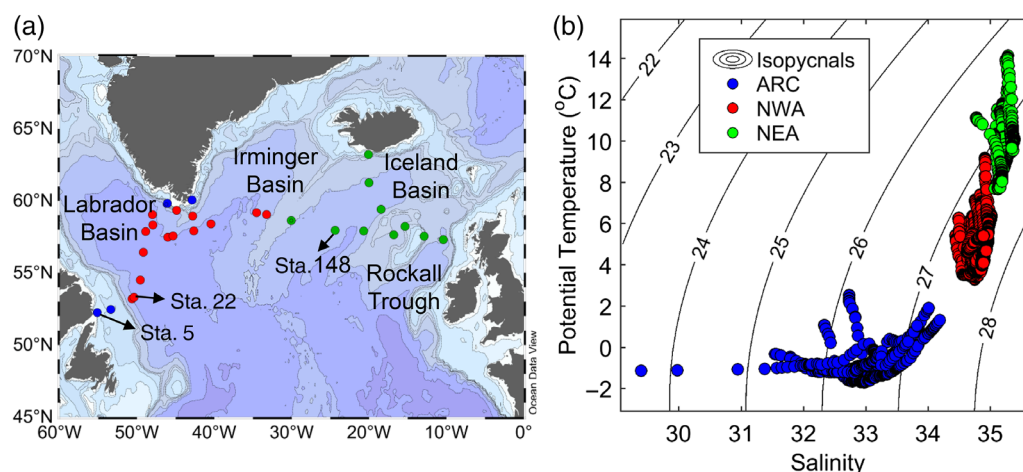 (a)
70°N
65°N
60°N
55°N
50°N
45°N
60°W
50°W
40°W
30°W
20°W
10°W
0°
Labrador
Basin
Irminger
Basin
Iceland
Basin
Rockall
Trough
Sta. 148
Sta. 22
Sta. 5
Ocean Data View
(b)
Potential Temperature (°C)
14
12
10
8
6
4
2
0
−2
30
31
32
33
34
35
Salinity
22
23
24
25
26
27
28
Isopycnals
ARC
NWA
NEA